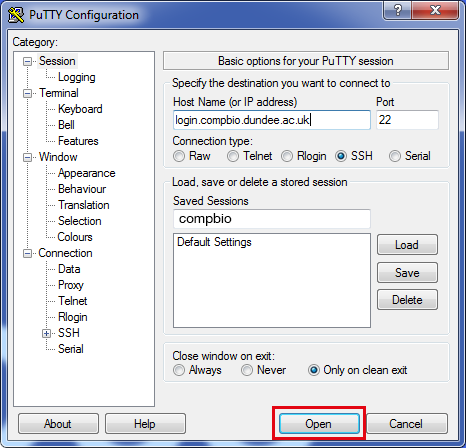 PuTTY Configuration
Category:
Session
Logging
Terminal
Keyboard
Bell
Features
Window
Appearance
Behaviour
Translation
Selection
Colours
Connection
Data
Proxy
Telnet
Rlogin
SSH
Serial
Basic options for your PuTTY session
Specify the destination you want to connect to
Host Name (or IP address) Port
login.compbio.dundee.ac.uk 22
Connection type:
Raw Telnet Rlogin SSH Serial
Load, save or delete a stored session
Saved Sessions
compbio
Default Settings
Load
Save
Delete
Close window on exit:
Always Never Only on clean exit
About Help Open Cancel